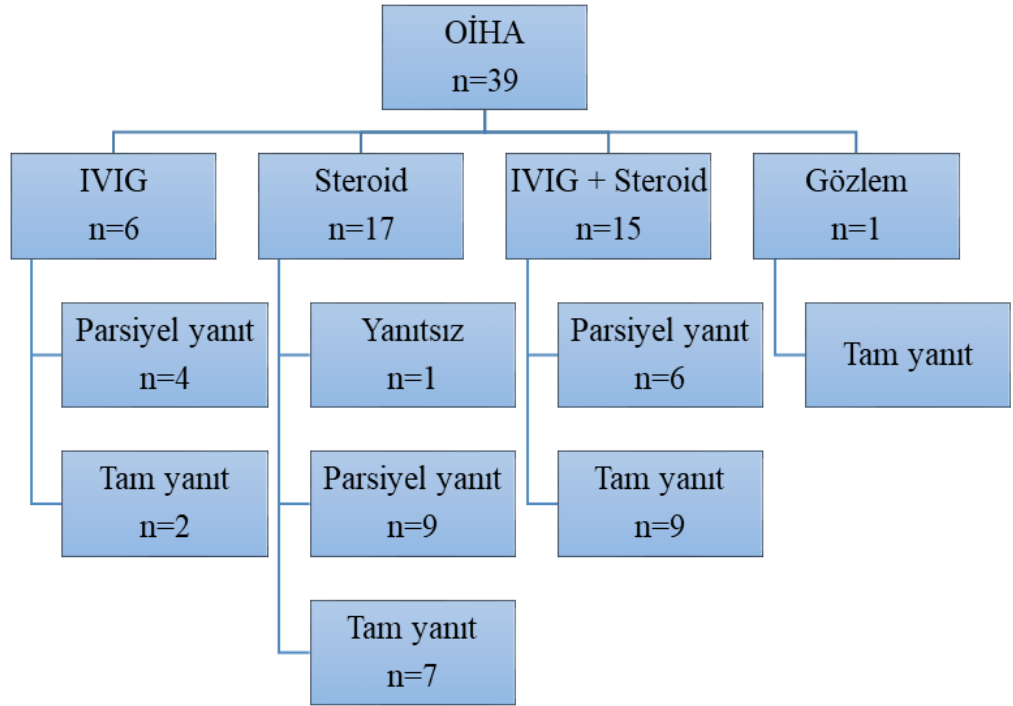 OİHA
n=39
IVIG
n=6
Steroid
n=17
IVIG + Steroid
n=15
Gözlem
n=1
Parsiyel yanıt
n=4
Yanıtsız
n=1
Parsiyel yanıt
n=6
Tam yanıt
Tam yanıt
n=2
Parsiyel yanıt
n=9
Tam yanıt
n=9
Tam yanıt
n=7